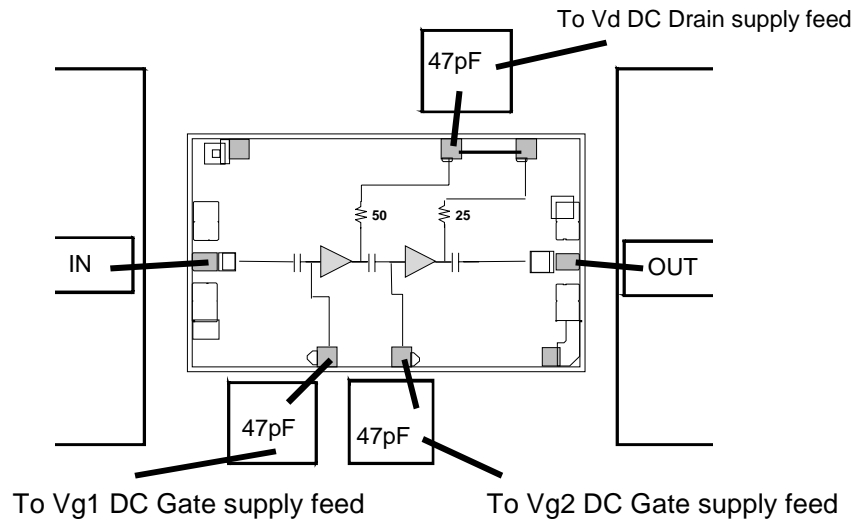 To Vd DC Drain supply feed
47pF
50
25
IN
OUT
47pF
47pF
To Vg1 DC Gate supply feed
To Vg2 DC Gate supply feed